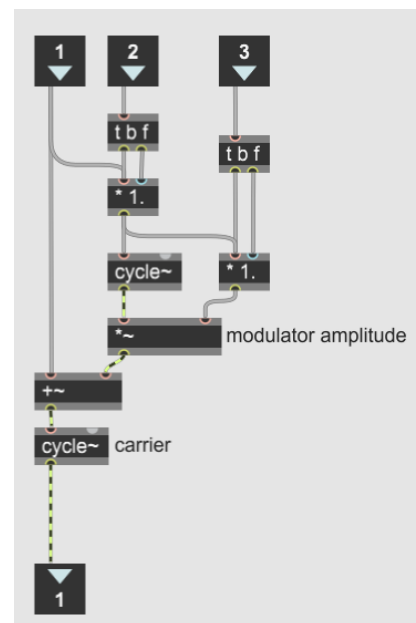 1 2 3
t b f
t b f
* 1.
cycle~ * 1.
*~ modulator amplitude
+~
cycle~ carrier
1